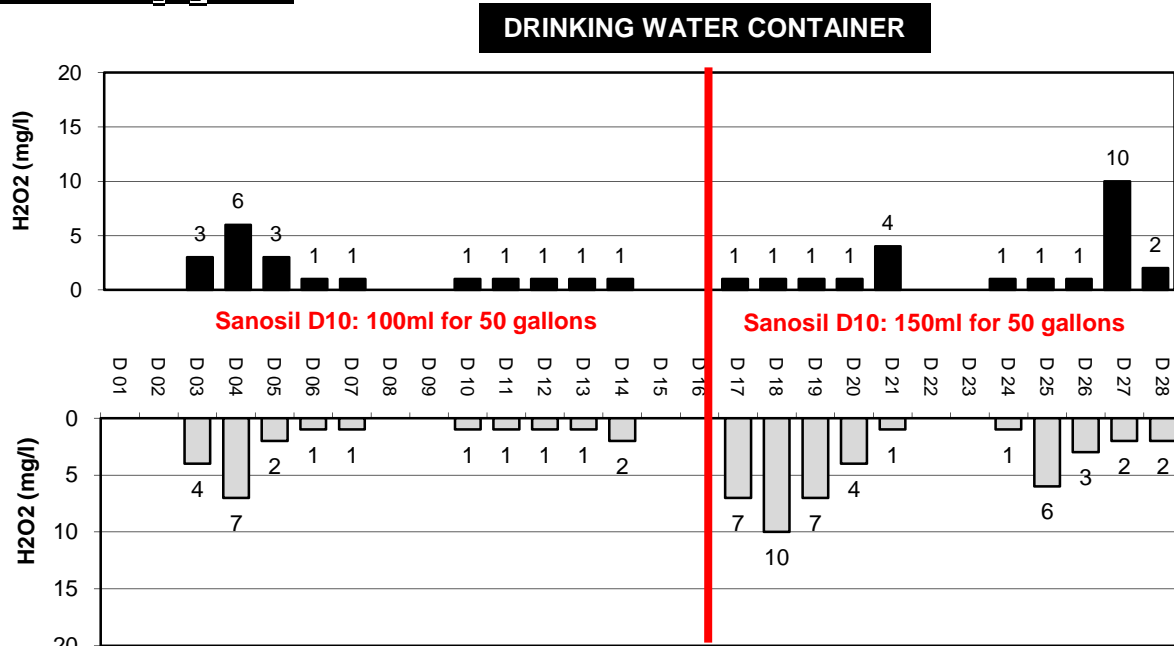 DRINKING WATER CONTAINER
20
15
10
5
0
H2O2 (mg/l)
3 6 3 1 1 1 1 1 1 1 1 1 1 1 4 1 1 1 10 2
Sanosil D10: 100ml for 50 gallons
Sanosil D10: 150ml for 50 gallons
D 01 D 02 D 03 D 04 D 05 D 06 D 07 D 08 D 09 D 10 D 11 D 12 D 13 D 14 D 15 D 16 D 17 D 18 D 19 D 20 D 21 D 22 D 23 D 24 D 25 D 26 D 27 D 28
0
5
10
15
20
H2O2 (mg/l)
4 7 2 1 1 1 1 1 1 2 7 10 7 4 1 1 6 3 2 2